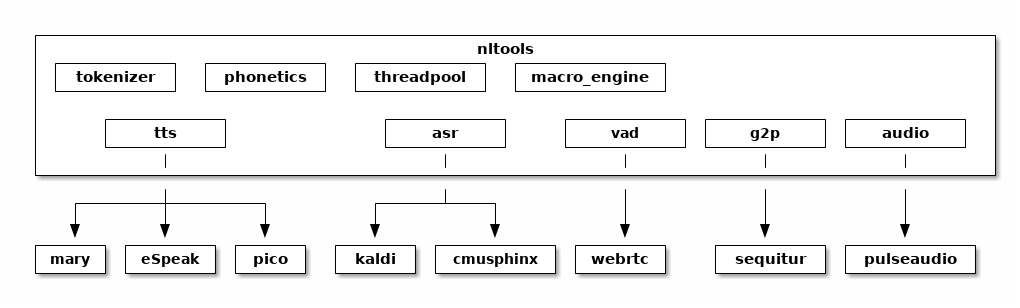 nltools
tokenizer phonetics threadpool macro_engine
tts asr vad g2p audio
mary eSpeak pico kaldi cmusphinx webrtc sequitur pulseaudio